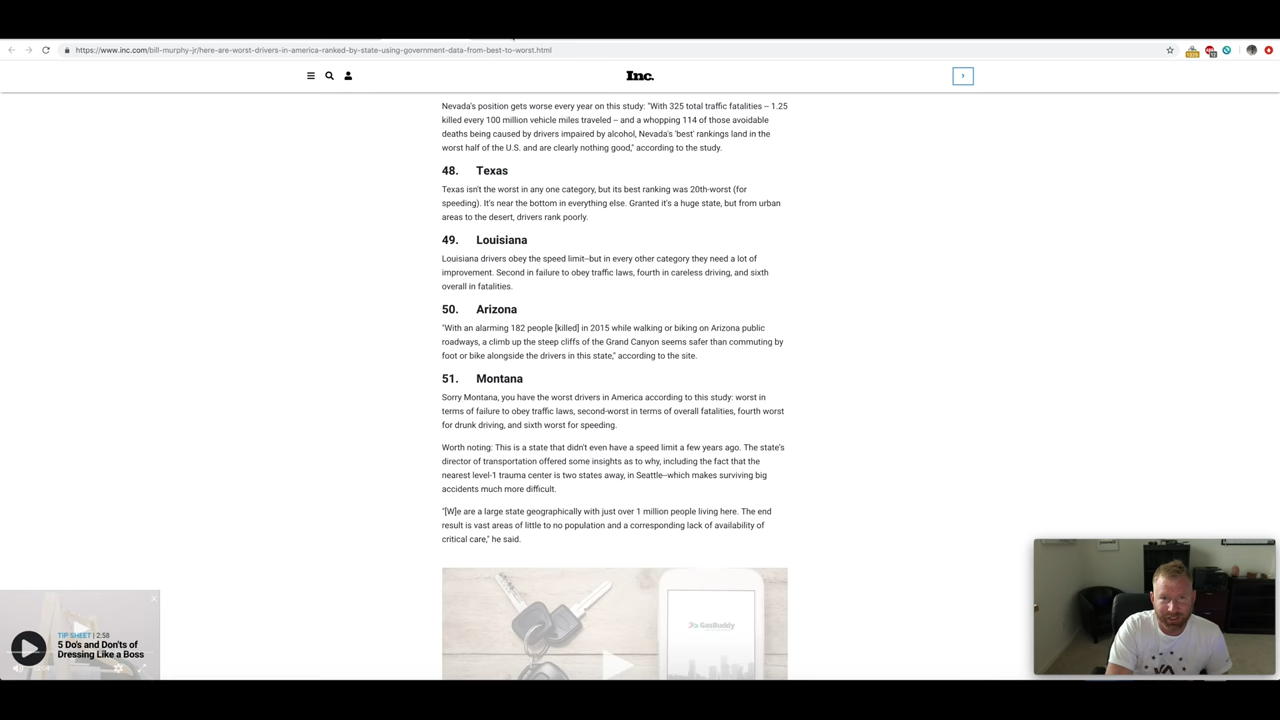 https://www.inc.com/bill-murphy-jr/here-are-worst-drivers-in-america-ranked-by-state-using-government-data-from-best-to-worst.html
Inc.
Nevada's position gets worse every year on this study: "With 325 total traffic fatalities -- 1.25
killed every 100 million vehicle miles traveled -- and a whopping 114 of those avoidable
deaths being caused by drivers impaired by alcohol, Nevada's 'best' rankings land in the
worst half of the U.S. and are clearly nothing good," according to the study.
48. Texas
Texas isn't the worst in any one category, but its best ranking was 20th-worst (for
speeding). It's near the bottom in everything else. Granted it's a huge state, but from urban
areas to the desert, drivers rank poorly.
49. Louisiana
Louisiana drivers obey the speed limit--but in every other category they need a lot of
improvement. Second in failure to obey traffic laws, fourth in careless driving, and sixth
overall in fatalities.
50. Arizona
"With an alarming 182 people [killed] in 2015 while walking or biking on Arizona public
roadways, a climb up the steep cliffs of the Grand Canyon seems safer than commuting by
foot or bike alongside the drivers in this state," according to the site.
51. Montana
Sorry Montana, you have the worst drivers in America according to this study: worst in
terms of failure to obey traffic laws, second-worst in terms of overall fatalities, fourth worst
for drunk driving, and sixth worst for speeding.
Worth noting: This is a state that didn't even have a speed limit a few years ago. The state's
director of transportation offered some insights as to why, including the fact that the
nearest level-1 trauma center is two states away, in Seattle--which makes surviving big
accidents much more difficult.
"[W]e are a large state geographically with just over 1 million people living here. The end
result is vast areas of little to no population and a corresponding lack of availability of
critical care," he said.
GasBuddy
TIP SHEET | 2:58
5 Do's and Don'ts of
Dressing Like a Boss